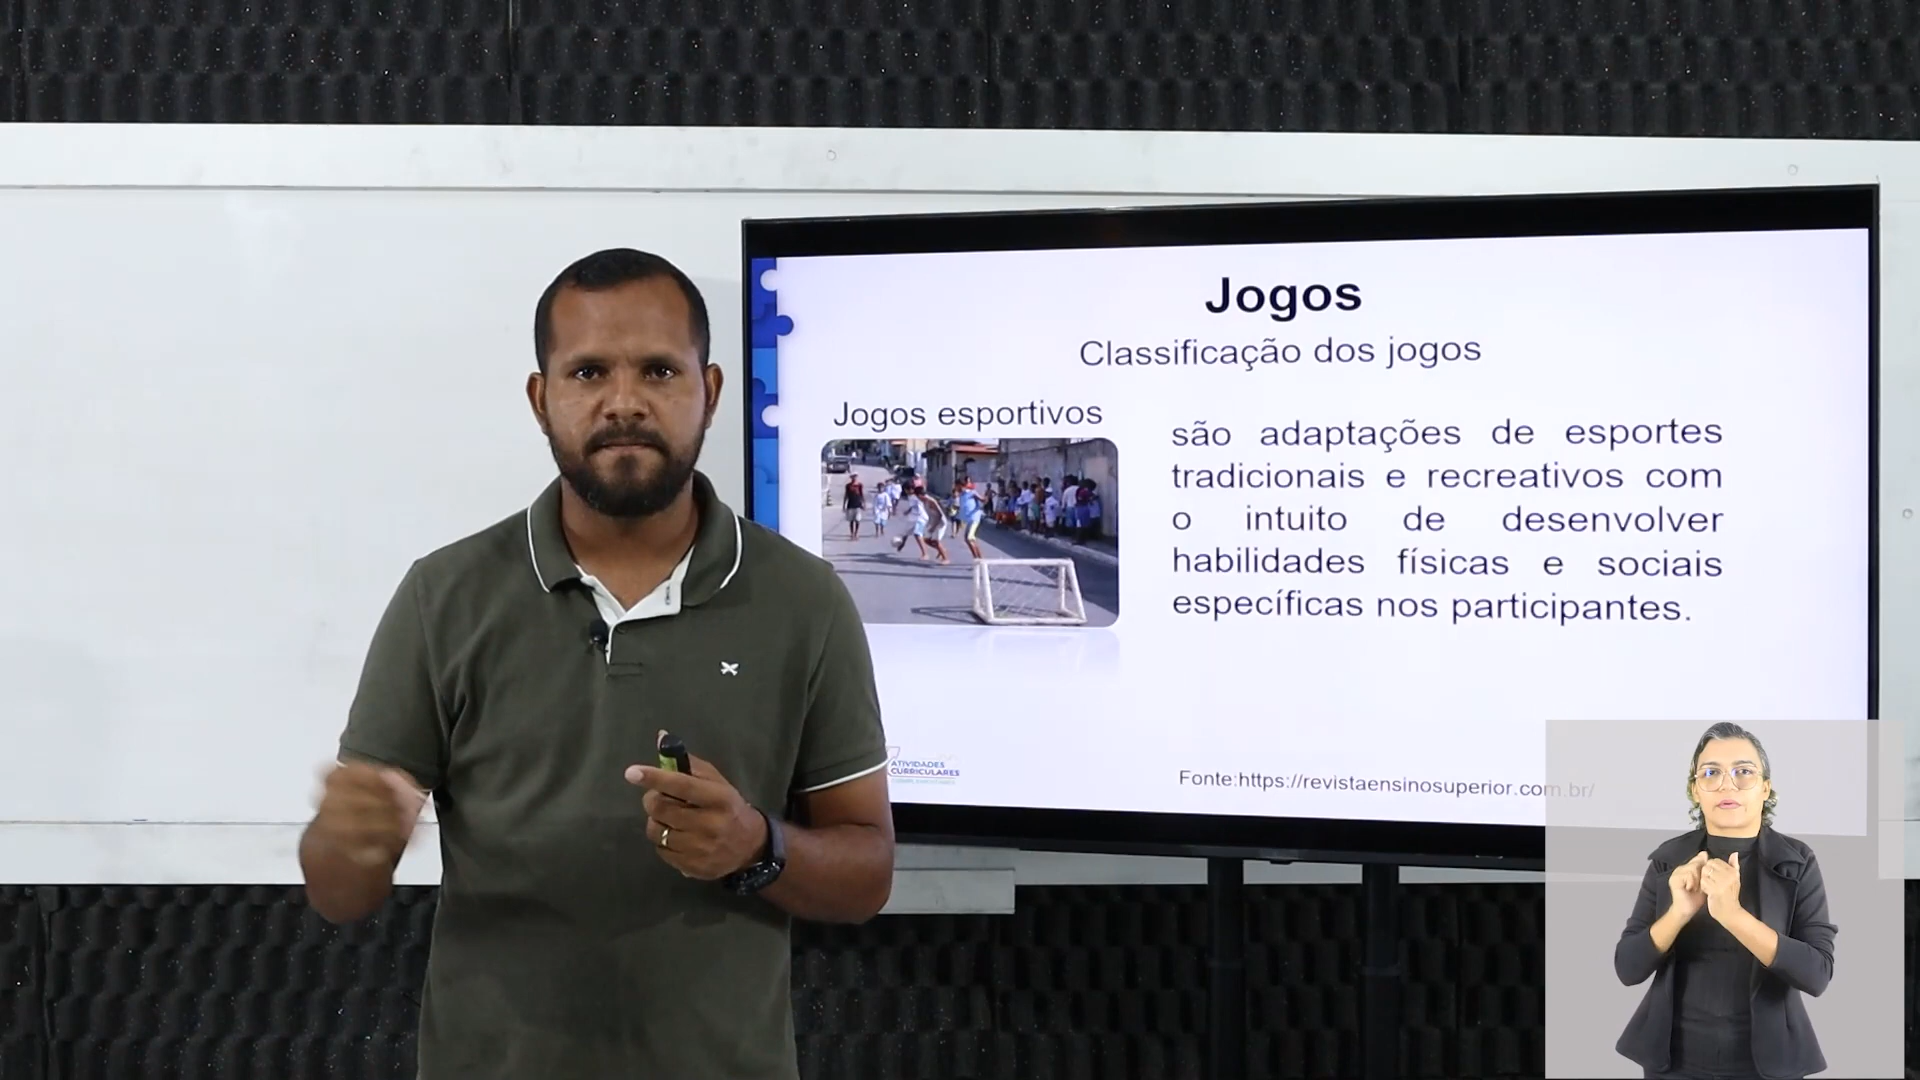 Jogos
Classificação dos jogos
Jogos esportivos
são adaptações de esportes
tradicionais e recreativos com
o intuito de desenvolver
habilidades físicas e sociais
específicas nos participantes.
ATIVIDADES
CURRICULARES
Fonte:https://revistaensinosuperior.com.br/